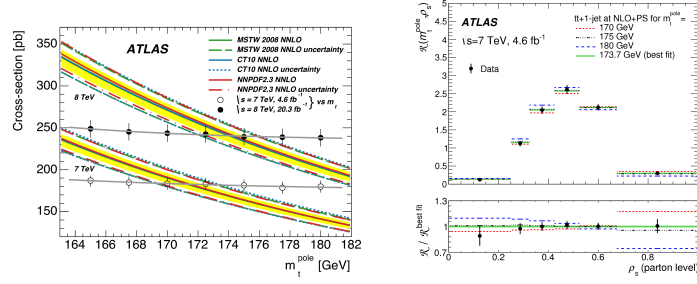 Cross-section [pb]
350
300
250
200
150
ATLAS
MSTW 2008 NNLO
MSTW 2008 NNLO uncertainty
CT10 NNLO
CT10 NNLO uncertainty
NNPDF2.3 NNLO
NNPDF2.3 NNLO uncertainty
√s = 7 TeV, 4.6 fb⁻¹
√s = 8 TeV, 20.3 fb⁻¹
} vs m_t
8 TeV
7 TeV
164 166 168 170 172 174 176 178 180 182
m_t^pole [GeV]
R(m_t^pole, ρ_s)
5
4.5
4
3.5
3
2.5
2
1.5
1
0.5
0
ATLAS
√s=7 TeV, 4.6 fb⁻¹
Data
tt+1-jet at NLO+PS for m_t^pole =
170 GeV
175 GeV
180 GeV
173.7 GeV (best fit)
R / R^best fit
1.3
1
0.7
0 0.2 0.4 0.6 0.8
ρ_s (parton level)